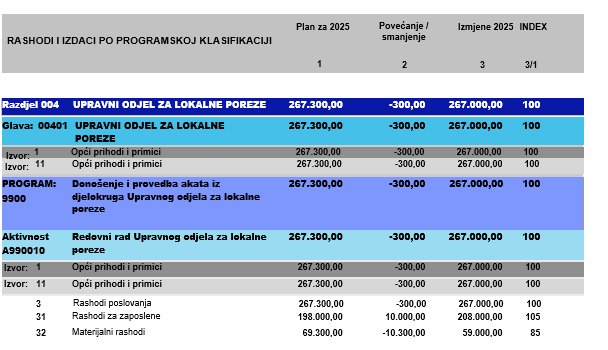 RASHODI I IZDACI PO PROGRAMSKOJ KLASIFIKACIJI Plan za 2025 Povećanje / smanjenje Izmjene 2025 INDEX
1 2 3 3/1
Razdjel 004 UPRAVNI ODJEL ZA LOKALNE POREZE 267.300,00 -300,00 267.000,00 100
Glava: 00401 UPRAVNI ODJEL ZA LOKALNE 267.300,00 -300,00 267.000,00 100
POREZE
Izvor: 1 Opći prihodi i primici 267.300,00 -300,00 267.000,00 100
Izvor: 11 Opći prihodi i primici 267.300,00 -300,00 267.000,00 100
PROGRAM: Donošenje i provedba akata iz 267.300,00 -300,00 267.000,00 100
9900 djelokruga Upravnog odjela za lokalne
poreze
Aktivnost Redovni rad Upravnog odjela za lokalne 267.300,00 -300,00 267.000,00 100
A990010 poreze
Izvor: 1 Opći prihodi i primici 267.300,00 -300,00 267.000,00 100
Izvor: 11 Opći prihodi i primici 267.300,00 -300,00 267.000,00 100
3 Rashodi poslovanja 267.300,00 -300,00 267.000,00 100
31 Rashodi za zaposlene 198.000,00 10.000,00 208.000,00 105
32 Materijalni rashodi 69.300,00 -10.300,00 59.000,00 85